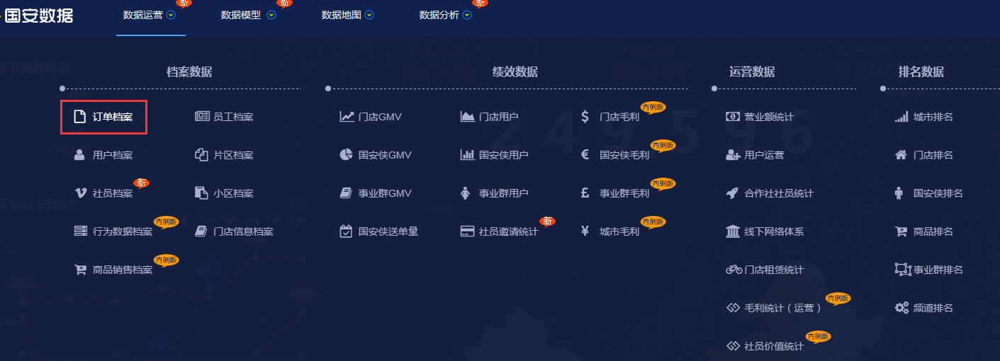 国安数据
数据运营 新
数据模型 新
数据地图
数据分析 新
档案数据
订单档案
员工档案
用户档案
片区档案
社员档案 新
小区档案
行为数据档案 内测版
门店信息档案
商品销售档案 内测版
绩效数据
门店GMV
门店用户
门店毛利 内测版
国安侠GMV
国安侠用户
国安侠毛利 内测版
事业群GMV
事业群用户
事业群毛利 内测版
国安侠送单量
社员邀请统计 新
城市毛利 内测版
运营数据
营业额统计
用户运营
合作社社员统计
线下网络体系
门店租赁统计
毛利统计（运营） 内测版
社员价值统计 内测版
排名数据
城市排名
门店排名
国安侠排名
商品排名
事业群排名
频道排名
249596
线下网络体系
21.02亿